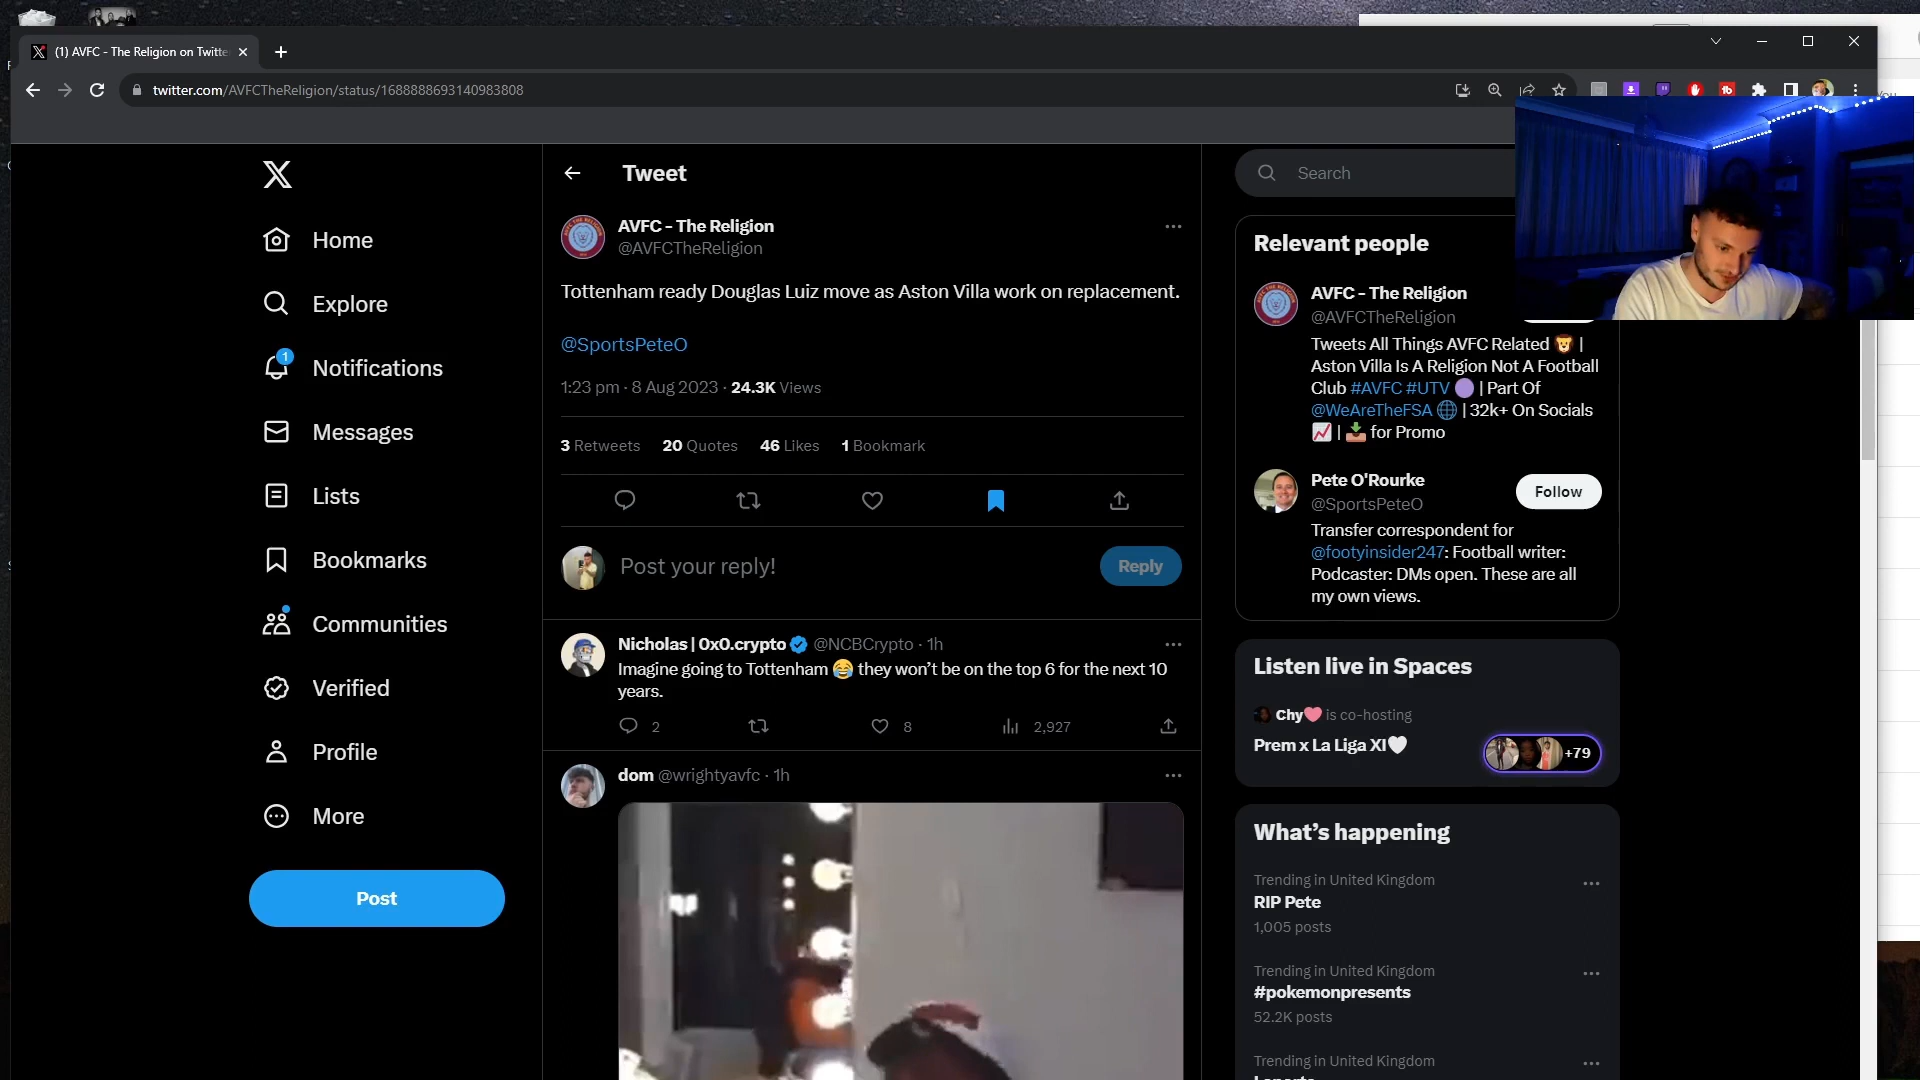 (1) AVFC - The Religion on Twitte
twitter.com/AVFCTheReligion/status/1688888693140983808
Tweet
Search
AVFC - The Religion
@AVFCTheReligion
Tottenham ready Douglas Luiz move as Aston Villa work on replacement.
@SportsPeteO
1:23 pm · 8 Aug 2023 · 24.3K Views
3 Retweets 20 Quotes 46 Likes 1 Bookmark
Post your reply!
Reply
Nicholas | 0x0.crypto @NCBCrypto · 1h
Imagine going to Tottenham 😂 they won’t be on the top 6 for the next 10
years.
2
8
2,927
dom @wrightyavfc · 1h
Home
Explore
1
Notifications
Messages
Lists
Bookmarks
Communities
Verified
Profile
More
Post
Relevant people
AVFC - The Religion
@AVFCTheReligion
Tweets All Things AVFC Related 🦁 |
Aston Villa Is A Religion Not A Football
Club #AVFC #UTV 🟣 | Part Of
@WeAreTheFSA 🌐 | 32k+ On Socials
📈 | 📥 for Promo
Pete O'Rourke
@SportsPeteO
Follow
Transfer correspondent for
@footyinsider247: Football writer:
Podcaster: DMs open. These are all
my own views.
Listen live in Spaces
Chy🩷 is co-hosting
Prem x La Liga XI🤍
+79
What’s happening
Trending in United Kingdom
RIP Pete
1,005 posts
Trending in United Kingdom
#pokemonpresents
52.2K posts
Trending in United Kingdom